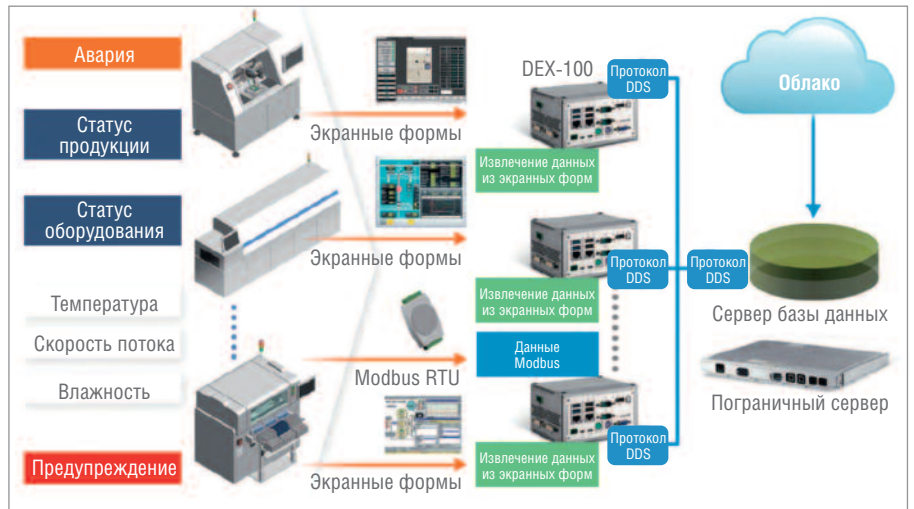 Авария
Статус
продукции
Статус
оборудования
Температура
Скорость потока
Влажность
Предупреждение
Экранные формы
Экранные формы
Modbus RTU
Экранные формы
DEX-100
Протокол
DDS
Извлечение данных
из экранных форм
Протокол
DDS
Извлечение данных
из экранных форм
Данные
Modbus
Протокол
DDS
Извлечение данных
из экранных форм
Протокол
DDS
Облако
Сервер базы данных
Пограничный сервер